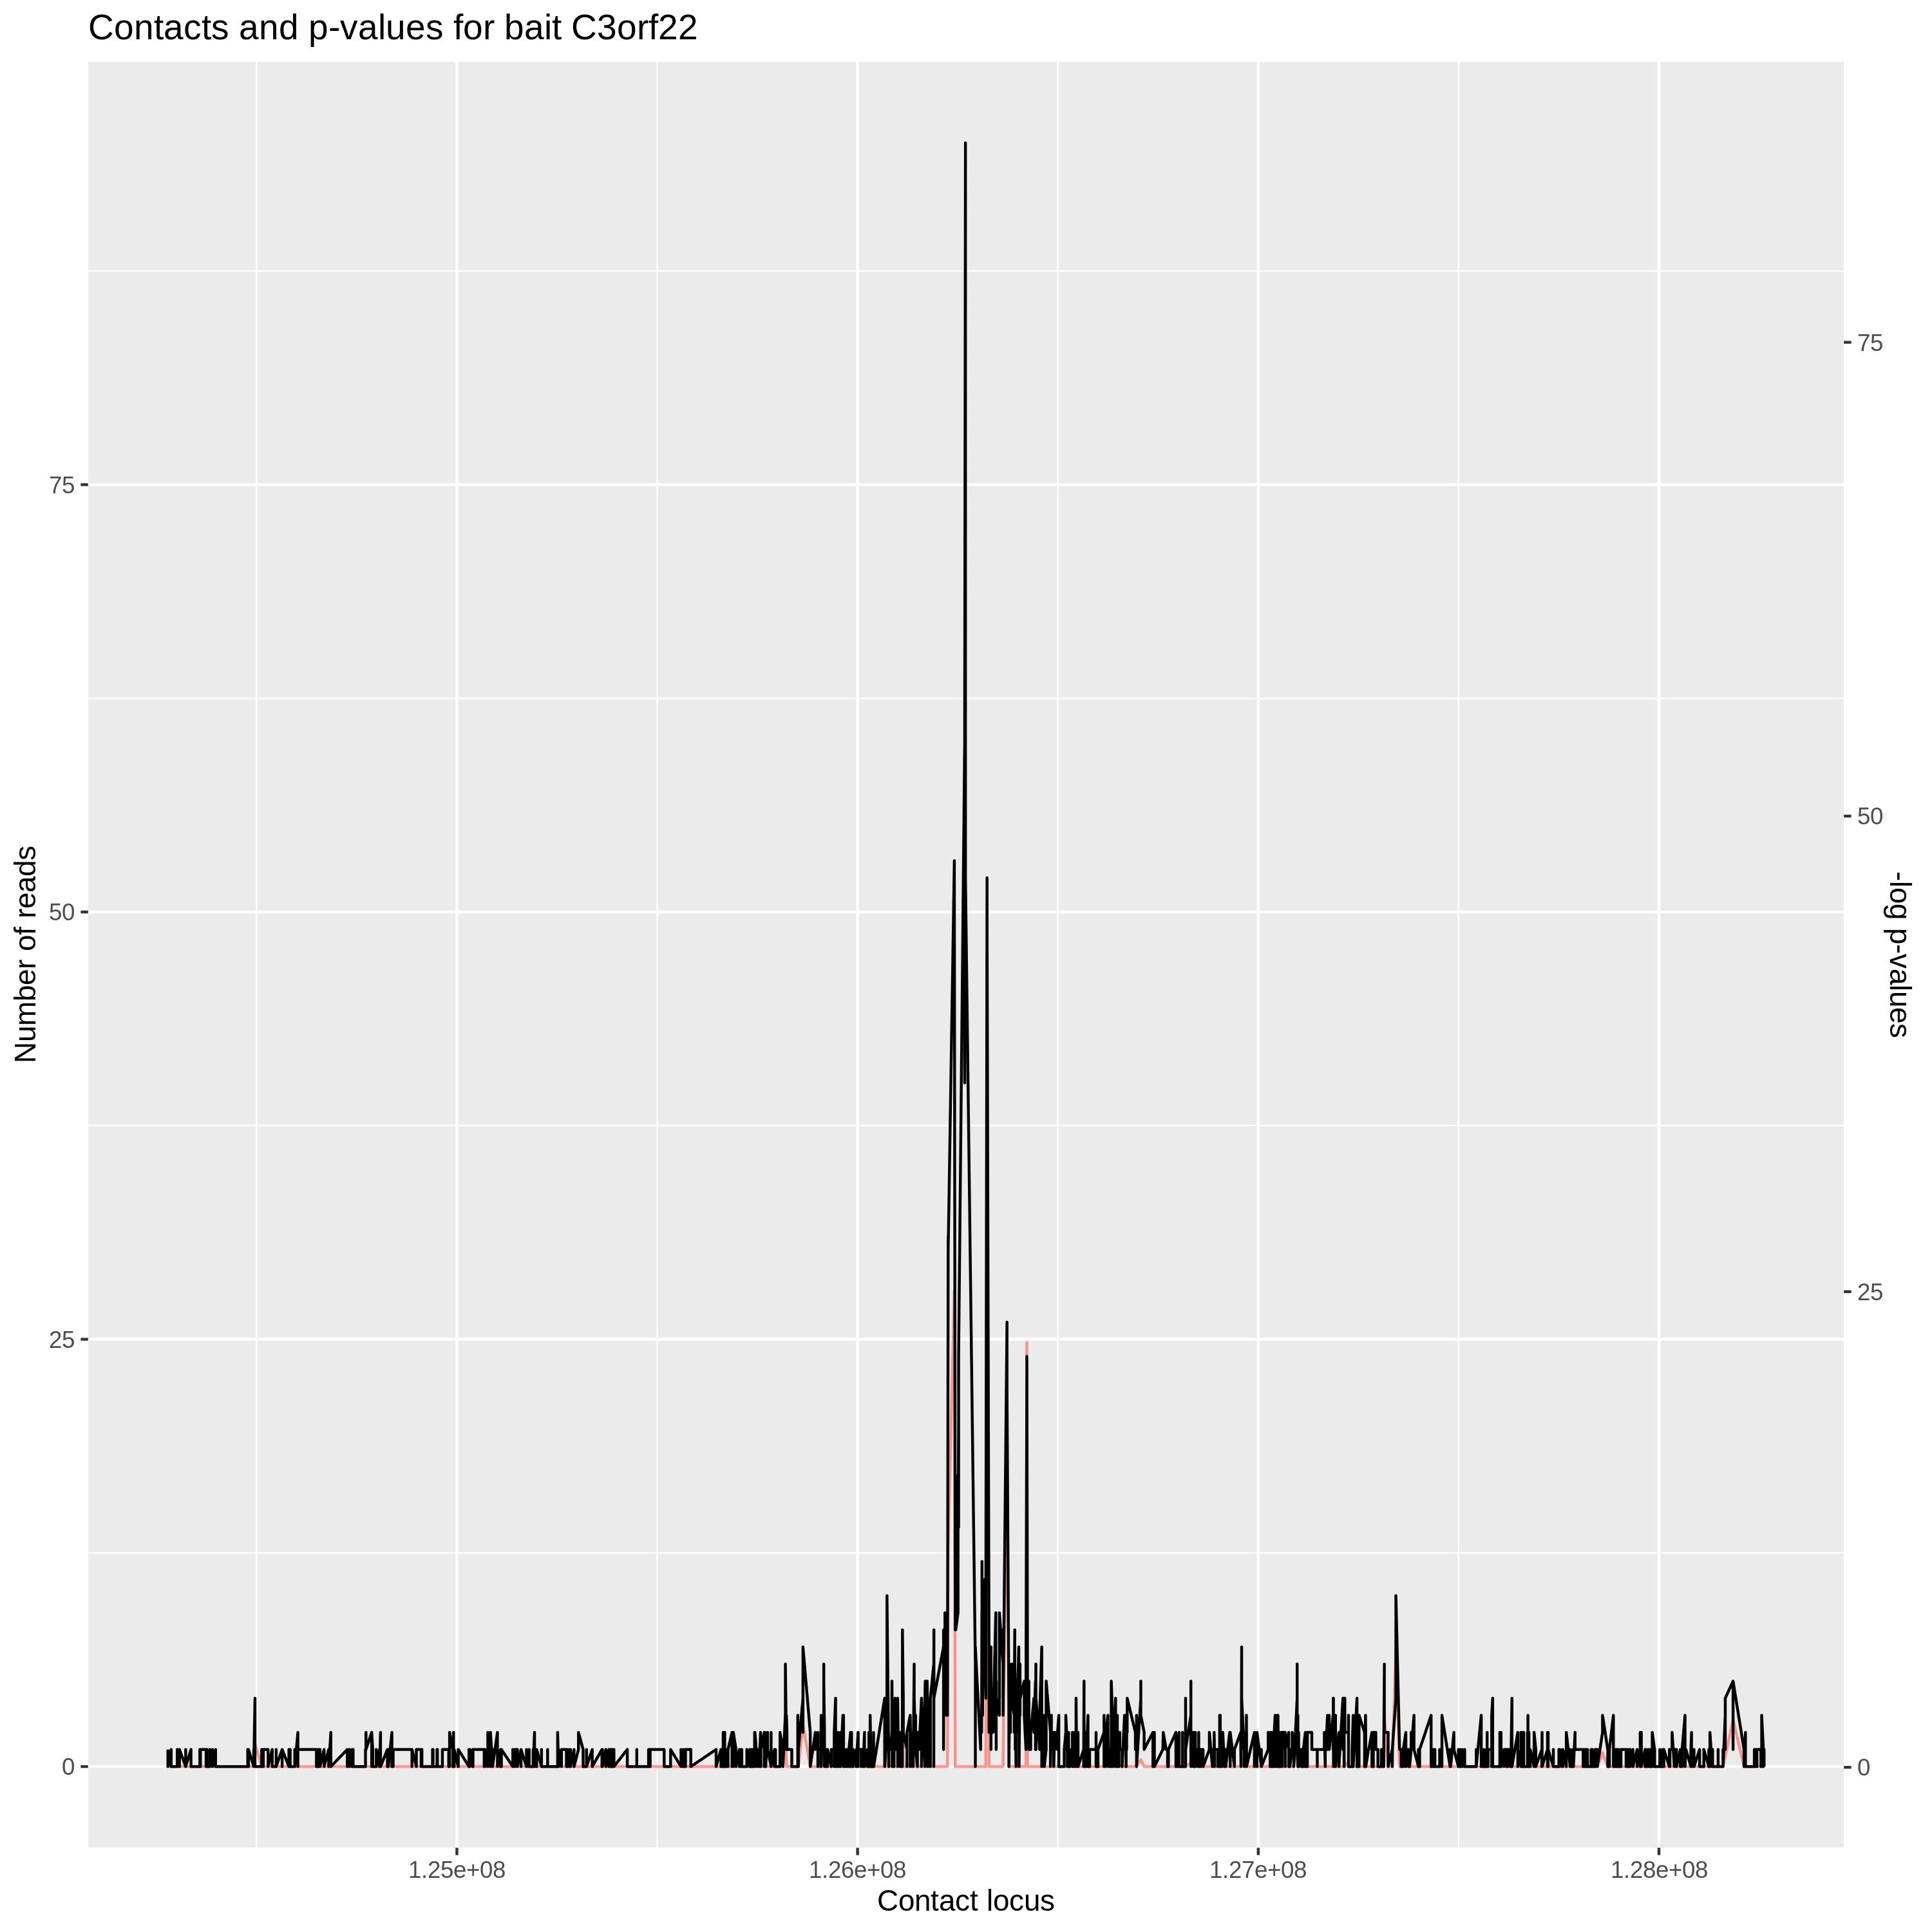 Contacts and p-values for bait C3orf22
Number of reads
75
50
25
0
75
50
25
0
-log p-values
1.25e+08
1.26e+08
1.27e+08
1.28e+08
Contact locus